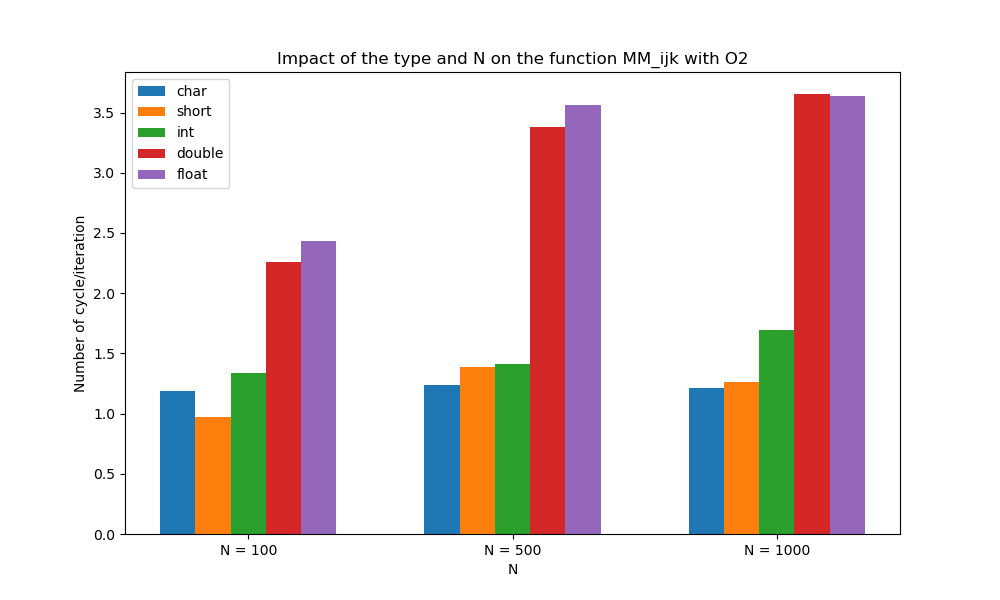 Impact of the type and N on the function MM_ijk with O2
char
short
int
double
float
Number of cycle/iteration
3.5
3.0
2.5
2.0
1.5
1.0
0.5
0.0
N = 100
N = 500
N = 1000
N